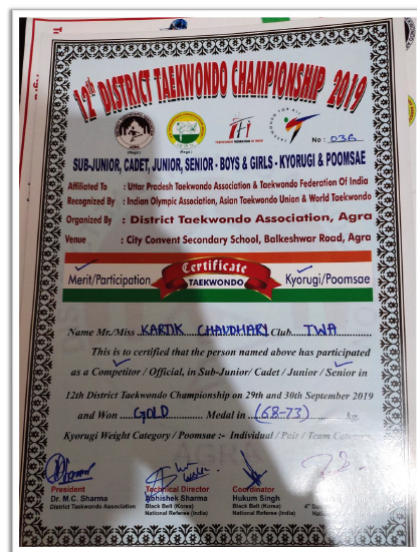 12th DISTRICT TAEKWONDO CHAMPIONSHIP 2019
No : 036
SUB-JUNIOR, CADET, JUNIOR, SENIOR - BOYS & GIRLS - KYORUGI & POOMSAE
Affiliated To : Uttar Pradesh Taekwondo Association & Taekwondo Federation Of India
Recognized By : Indian Olympic Association, Asian Taekwondo Union & World Taekwondo
Organized By : District Taekwondo Association, Agra
Venue : City Convent Secondary School, Balkeshwar Road, Agra
Merit/Participation Certificate TAEKWONDO Kyorugi/Poomsae
Name Mr./Miss KARTIK CHAUDHARY Club TWA
This is to certified that the person named above has participated
as a Competitor / Official, in Sub-Junior/ Cadet / Junior / Senior in
12th District Taekwondo Championship on 29th and 30th September 2019
and Won GOLD Medal in (68-73) kg.
Kyorugi Weight Category / Poomsae :- Individual / Pair / Team Category
President Technical Director Coordinator
Dr. M.C. Sharma Abhishek Sharma Hukum Singh
District Taekwondo Association Black Belt (Korea) Black Belt (Korea)
National Referee (India) National Referee (India)